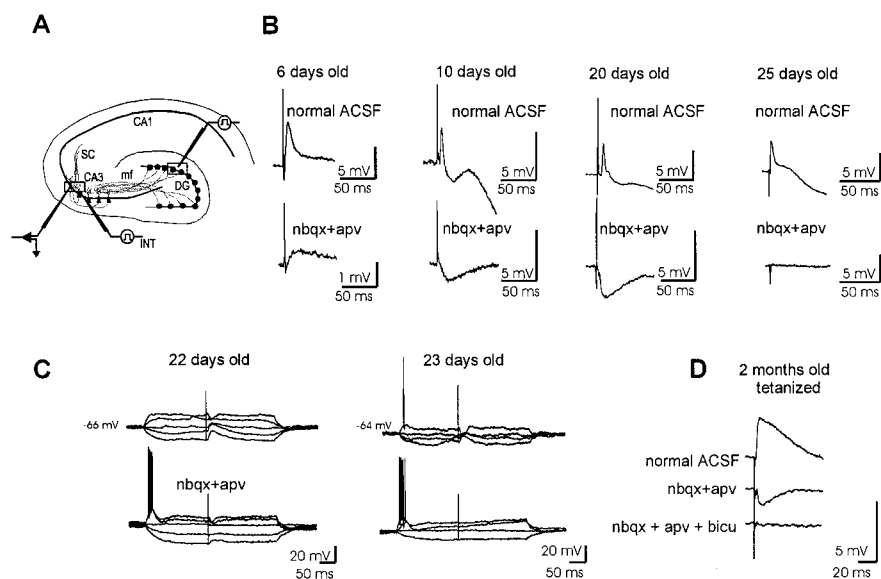 A
CA1
SC
CA3
mf
DG
INT
B
6 days old
normal ACSF
5 mV
50 ms
nbqx+apv
1 mV
50 ms
10 days old
normal ACSF
5 mV
50 ms
nbqx+apv
5 mV
50 ms
20 days old
normal ACSF
5 mV
50 ms
nbqx+apv
5 mV
50 ms
25 days old
normal ACSF
5 mV
50 ms
nbqx+apv
5 mV
50 ms
C
22 days old
-66 mV
nbqx+apv
20 mV
50 ms
23 days old
-64 mV
20 mV
50 ms
D
2 months old
tetanized
normal ACSF
nbqx+apv
nbqx + apv + bicu
5 mV
20 ms